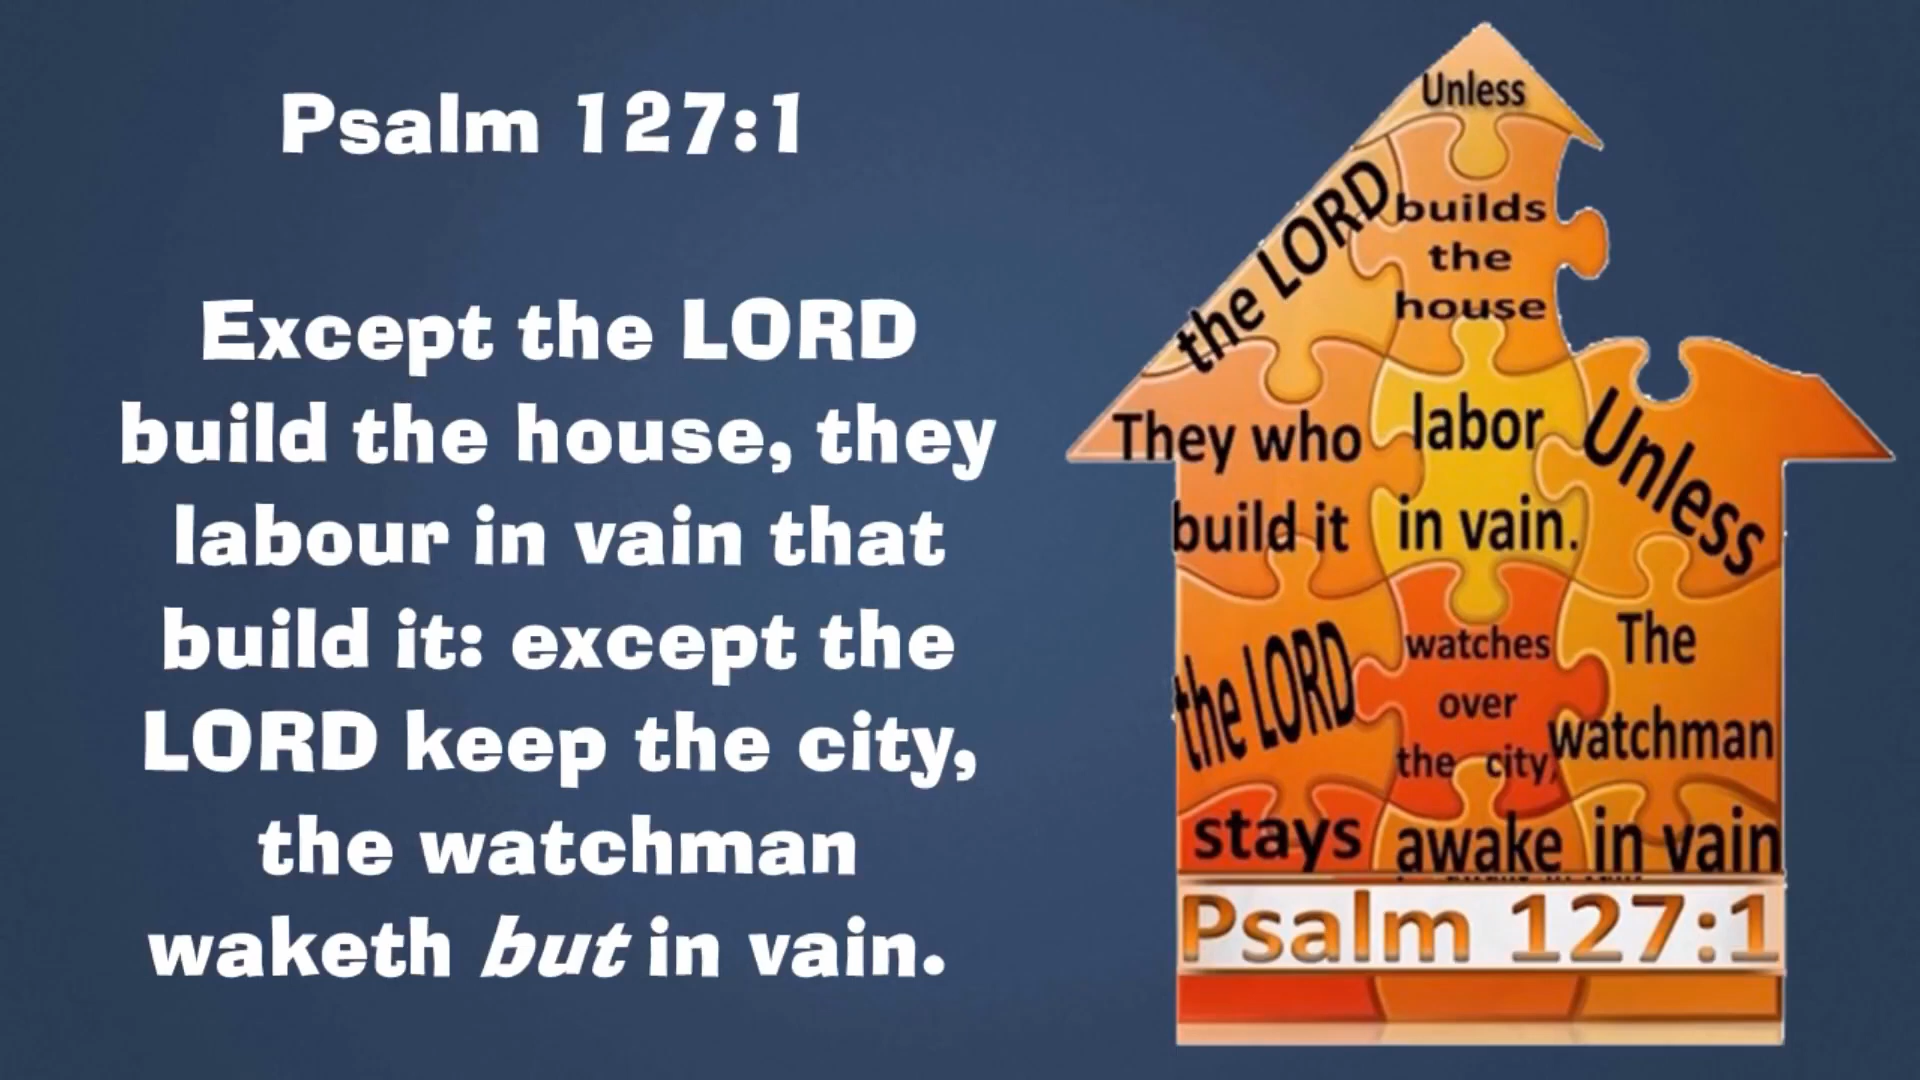 Psalm 127:1
Except the LORD
build the house, they
labour in vain that
build it: except the
LORD keep the city,
the watchman
waketh but in vain.
Unless
the LORD
builds
the
house
They who
build it
labor
in vain.
Unless
the LORD
watches
over
the city,
The
watchman
stays
awake
in vain
Psalm 127:1